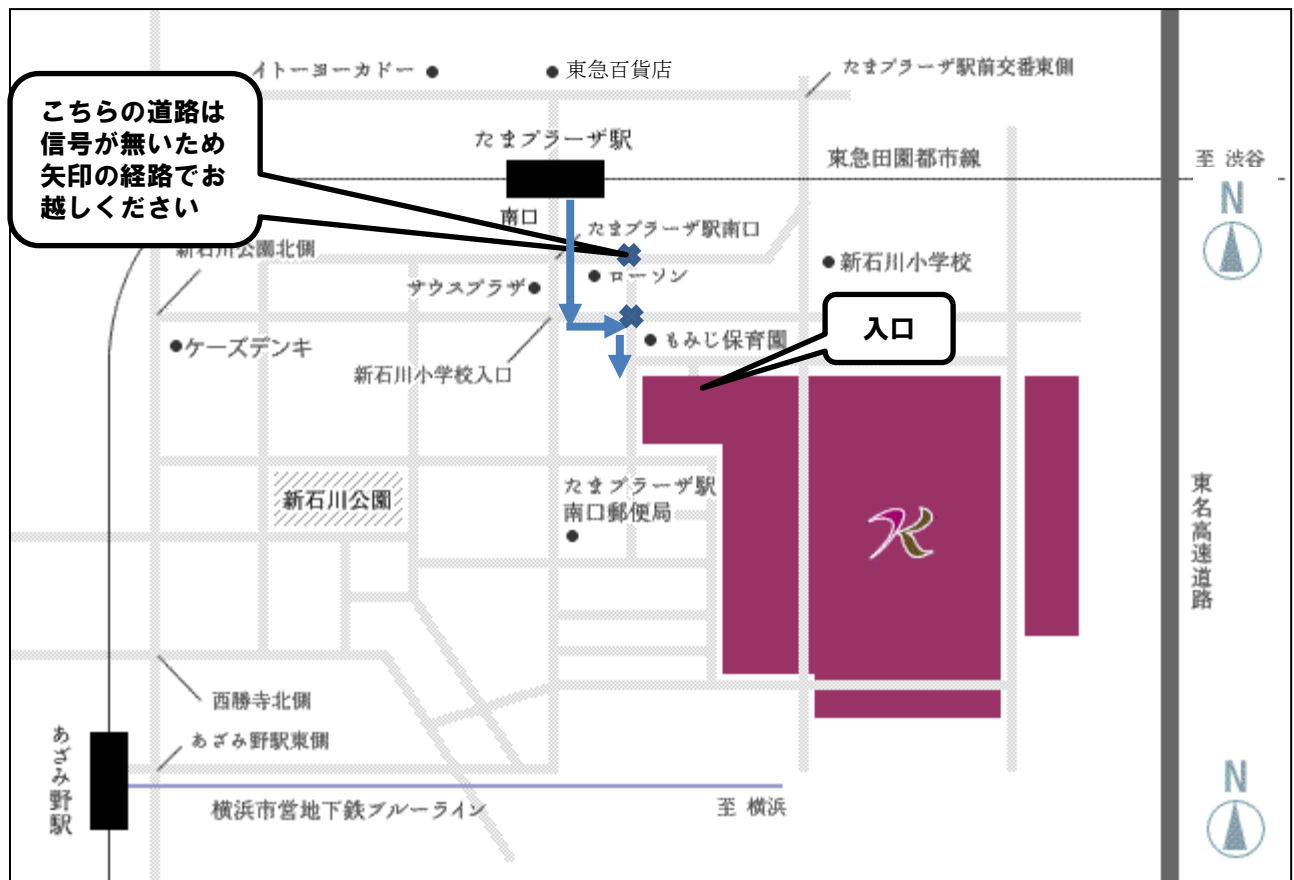 イトーヨーカドー
東急百貨店
たまプラーザ駅前交番東側
こちらの道路は
信号が無いため
矢印の経路でお
越しください
たまプラーザ駅
東急田園都市線
至 渋谷
N
南口
たまプラーザ駅南口
新石川公園北側
ローソン
新石川小学校
サウスプラザ
入口
ケーズデンキ
もみじ保育園
新石川小学校入口
新石川公園
たまプラーザ駅
南口郵便局
東名高速道路
西勝寺北側
あざみ野駅東側
あざみ野駅
横浜市営地下鉄ブルーライン
至 横浜
N